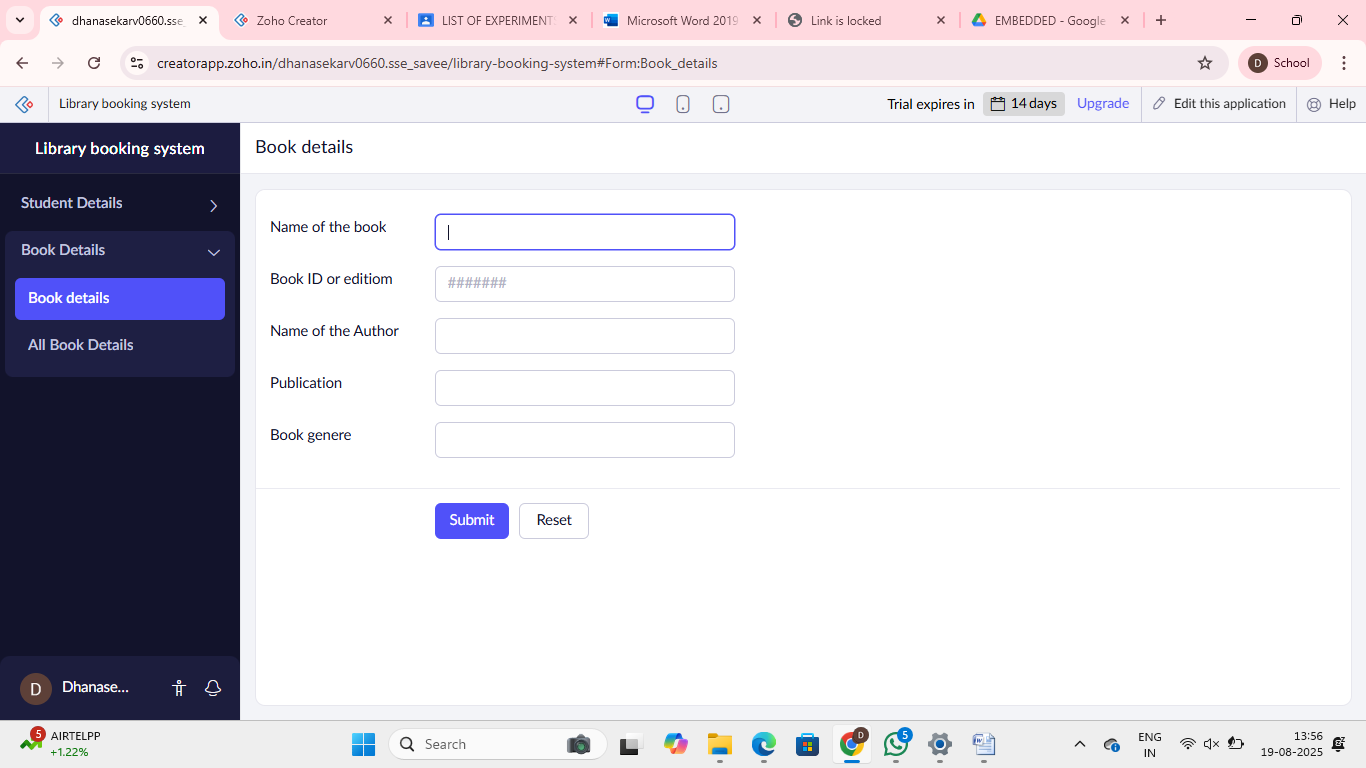 dhanasekarv0660.sse_
Zoho Creator
LIST OF EXPERIMENTS
Microsoft Word 2019
Link is locked
EMBEDDED - Google
creatorapp.zoho.in/dhanasekarv0660.sse_savee/library-booking-system#Form:Book_details
D School
Library booking system
Trial expires in 14 days Upgrade Edit this application Help
Library booking system
Book details
Student Details
Book Details
Book details
All Book Details
Name of the book
Book ID or editiom
#######
Name of the Author
Publication
Book genere
Submit Reset
D Dhanase...
5 AIRTELPP
+1.22%
Search
D
5
ENG
IN
13:56
19-08-2025